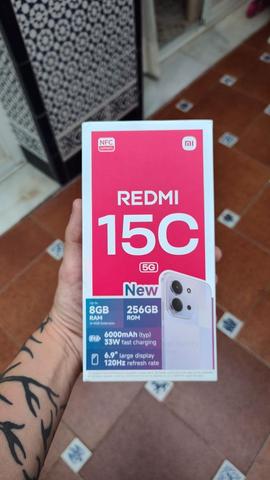 NFC
mi
REDMI
15C
5G
New
8GB
RAM
256GB
ROM
6000mAh (typ)
33W fast charging
6.9" large display
120Hz refresh rate